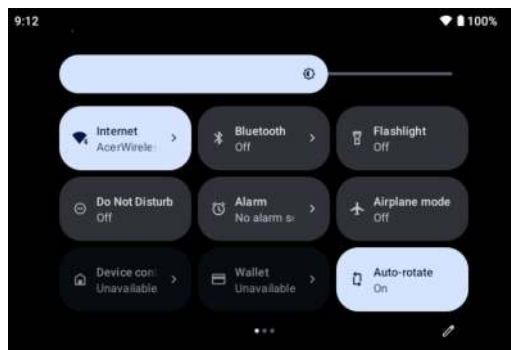 9:12
100%
Internet
AcerWirele
Bluetooth
Off
Flashlight
Off
Do Not Disturb
Off
Alarm
No alarm s
Airplane mode
Off
Device con
Unavailable
Wallet
Unavailable
Auto-rotate
On